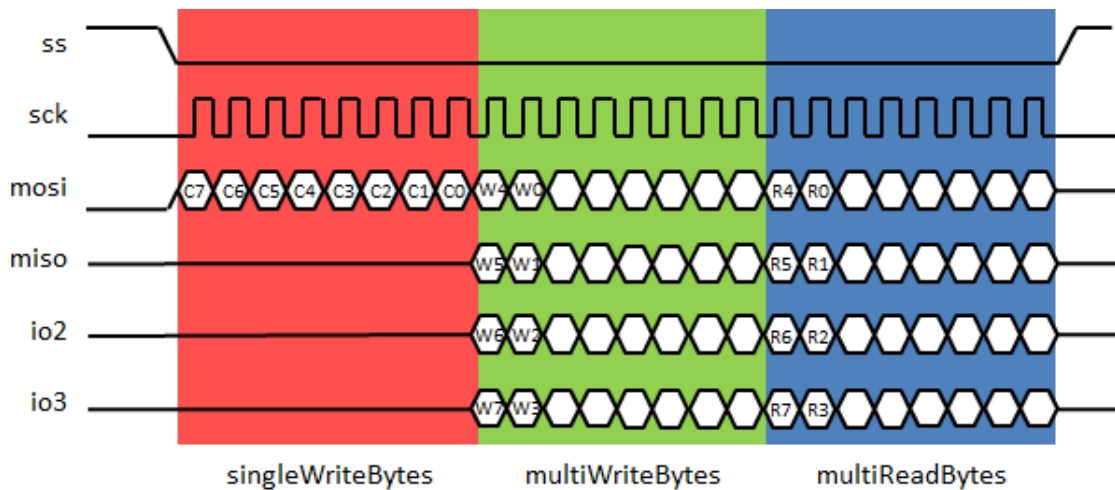 ss
sck
mosi C7 C6 C5 C4 C3 C2 C1 C0 W4 W0 R4 R0
miso W5 W1 R5 R1
io2 W6 W2 R6 R2
io3 W7 W3 R7 R3
singleWriteBytes multiWriteBytes multiReadBytes